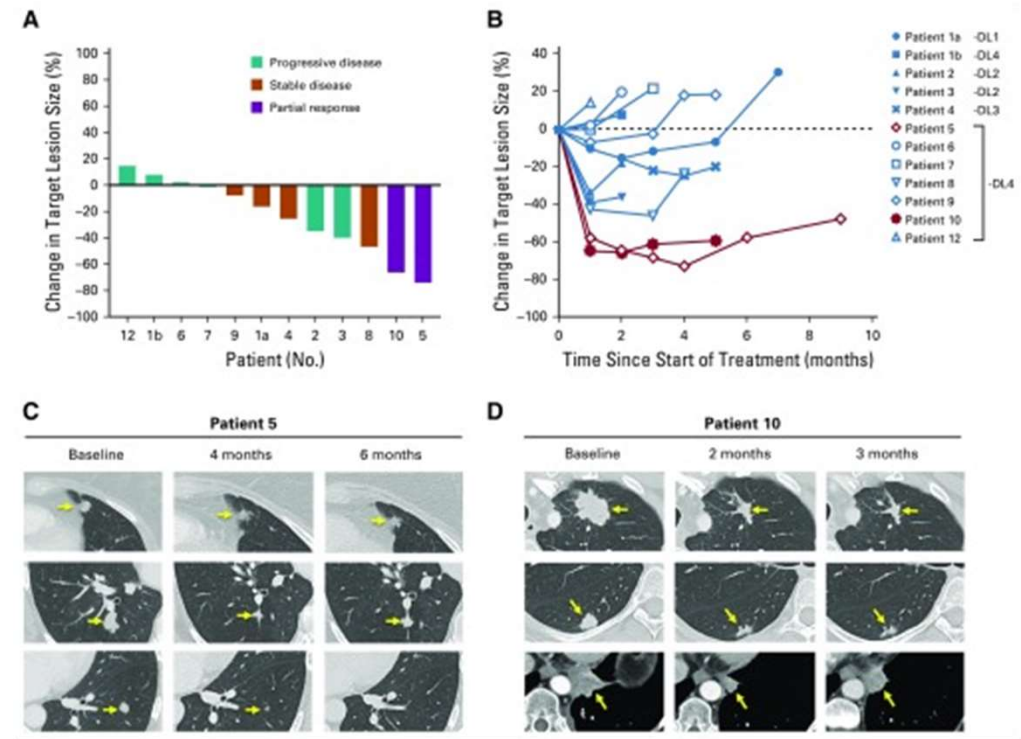 A
Change in Target Lesion Size (%)
100
80
60
40
20
0
−20
−40
−60
−80
−100
Progressive disease
Stable disease
Partial response
12 1b 6 7 9 1a 4 2 3 8 10 5
Patient (No.)
B
Change in Target Lesion Size (%)
40
20
0
−20
−40
−60
−80
−100
0 2 4 6 8 10
Time Since Start of Treatment (months)
Patient 1a -DL1
Patient 1b -DL4
Patient 2 -DL2
Patient 3 -DL2
Patient 4 -DL3
Patient 5
Patient 6
Patient 7
Patient 8
Patient 9
Patient 10
Patient 12
-DL4
C
Patient 5
Baseline 4 months 6 months
D
Patient 10
Baseline 2 months 3 months